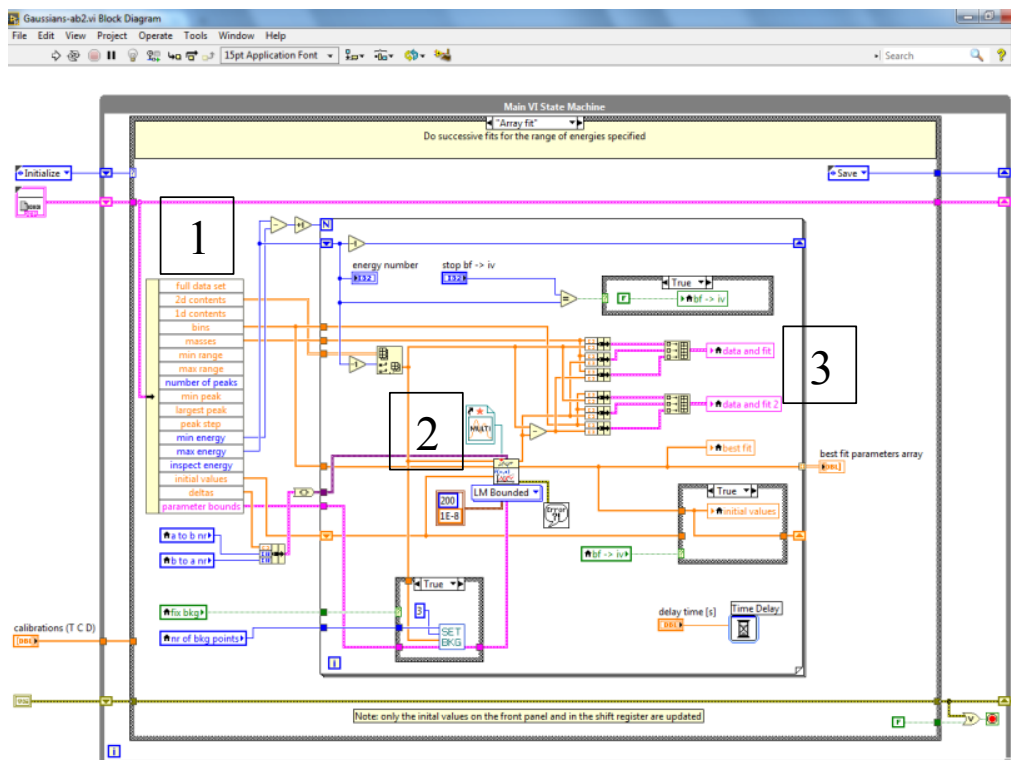 Gaussians-ab2.vi Block Diagram
File Edit View Project Operate Tools Window Help
15pt Application Font
Search
Main VI State Machine
"Array fit"
Do successive fits for the range of energies specified
Initialize
Save
1
N
energy number
stop bf -> iv
I32
I32
True
F
bf -> iv
full data set
2d contents
1d contents
bins
masses
min range
max range
number of peaks
min peak
largest peak
peak step
min energy
max energy
inspect energy
initial values
deltas
parameter bounds
3
data and fit
data and fit 2
2
MULTI
best fit
best fit parameters array
DBL
LM Bounded
200
1E-8
Error
?!
True
initial values
a to b nr
b to a nr
bf -> iv
True
3
SET
BKG
fix bkg
nr of bkg points
delay time [s]
Time Delay
DBL
calibrations (T C D)
DBL
i
Note: only the inital values on the front panel and in the shift register are updated
F
V
i